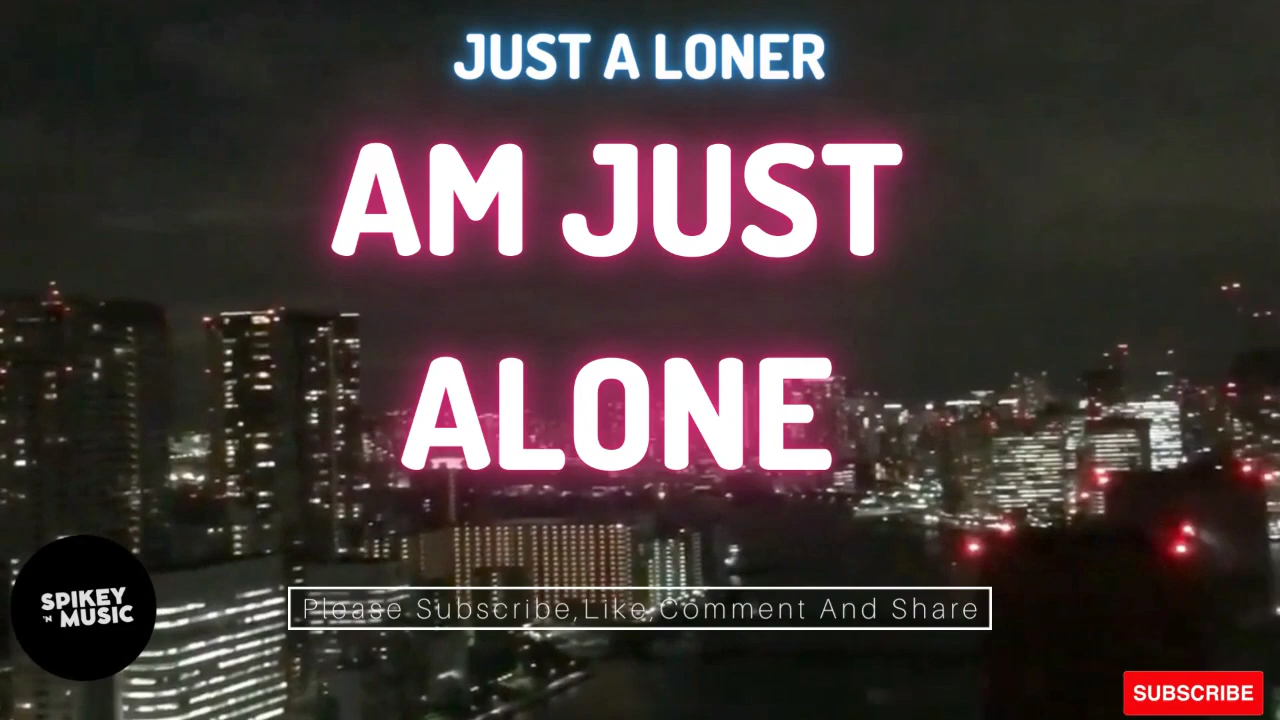 JUST A LONER
AM JUST
ALONE
Please Subscribe,Like,Comment And Share
SPIKEY
'N MUSIC
SUBSCRIBE